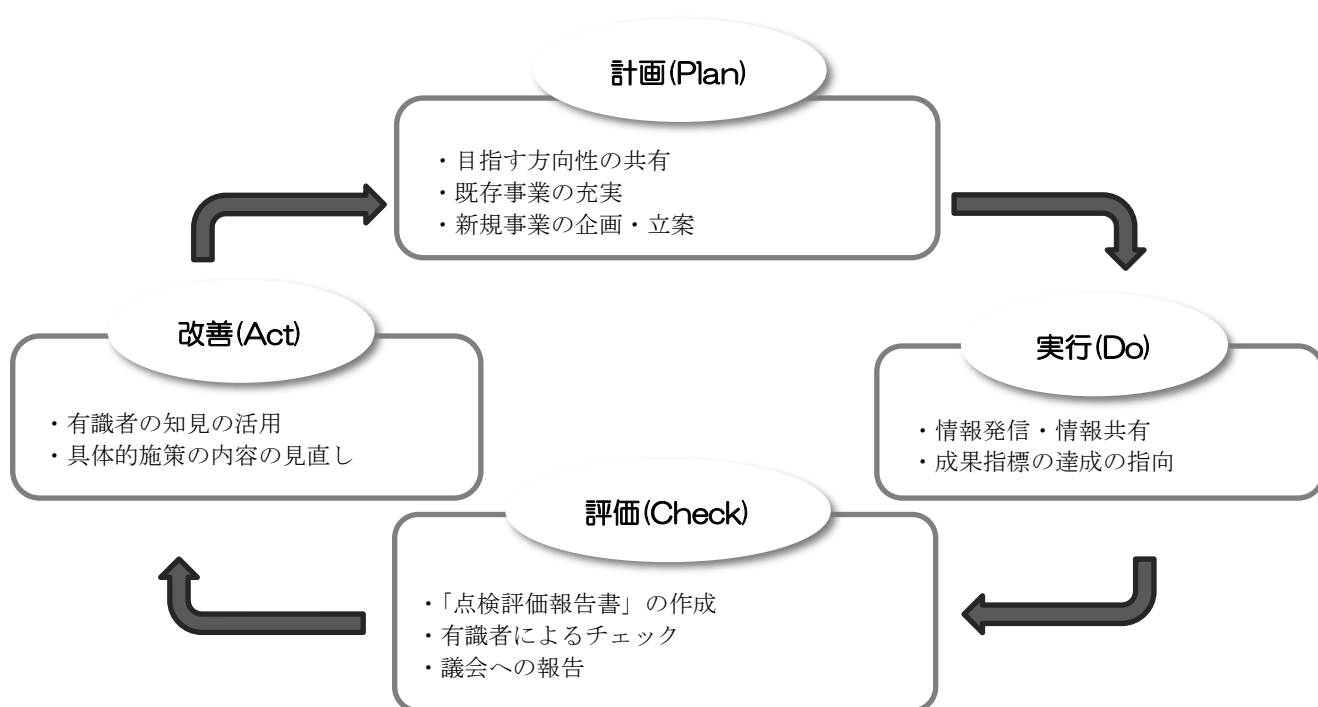 計画(Plan)
・目指す方向性の共有
・既存事業の充実
・新規事業の企画・立案
改善(Act)
・有識者の知見の活用
・具体的施策の内容の見直し
実行(Do)
・情報発信・情報共有
・成果指標の達成の指向
評価(Check)
・「点検評価報告書」の作成
・有識者によるチェック
・議会への報告